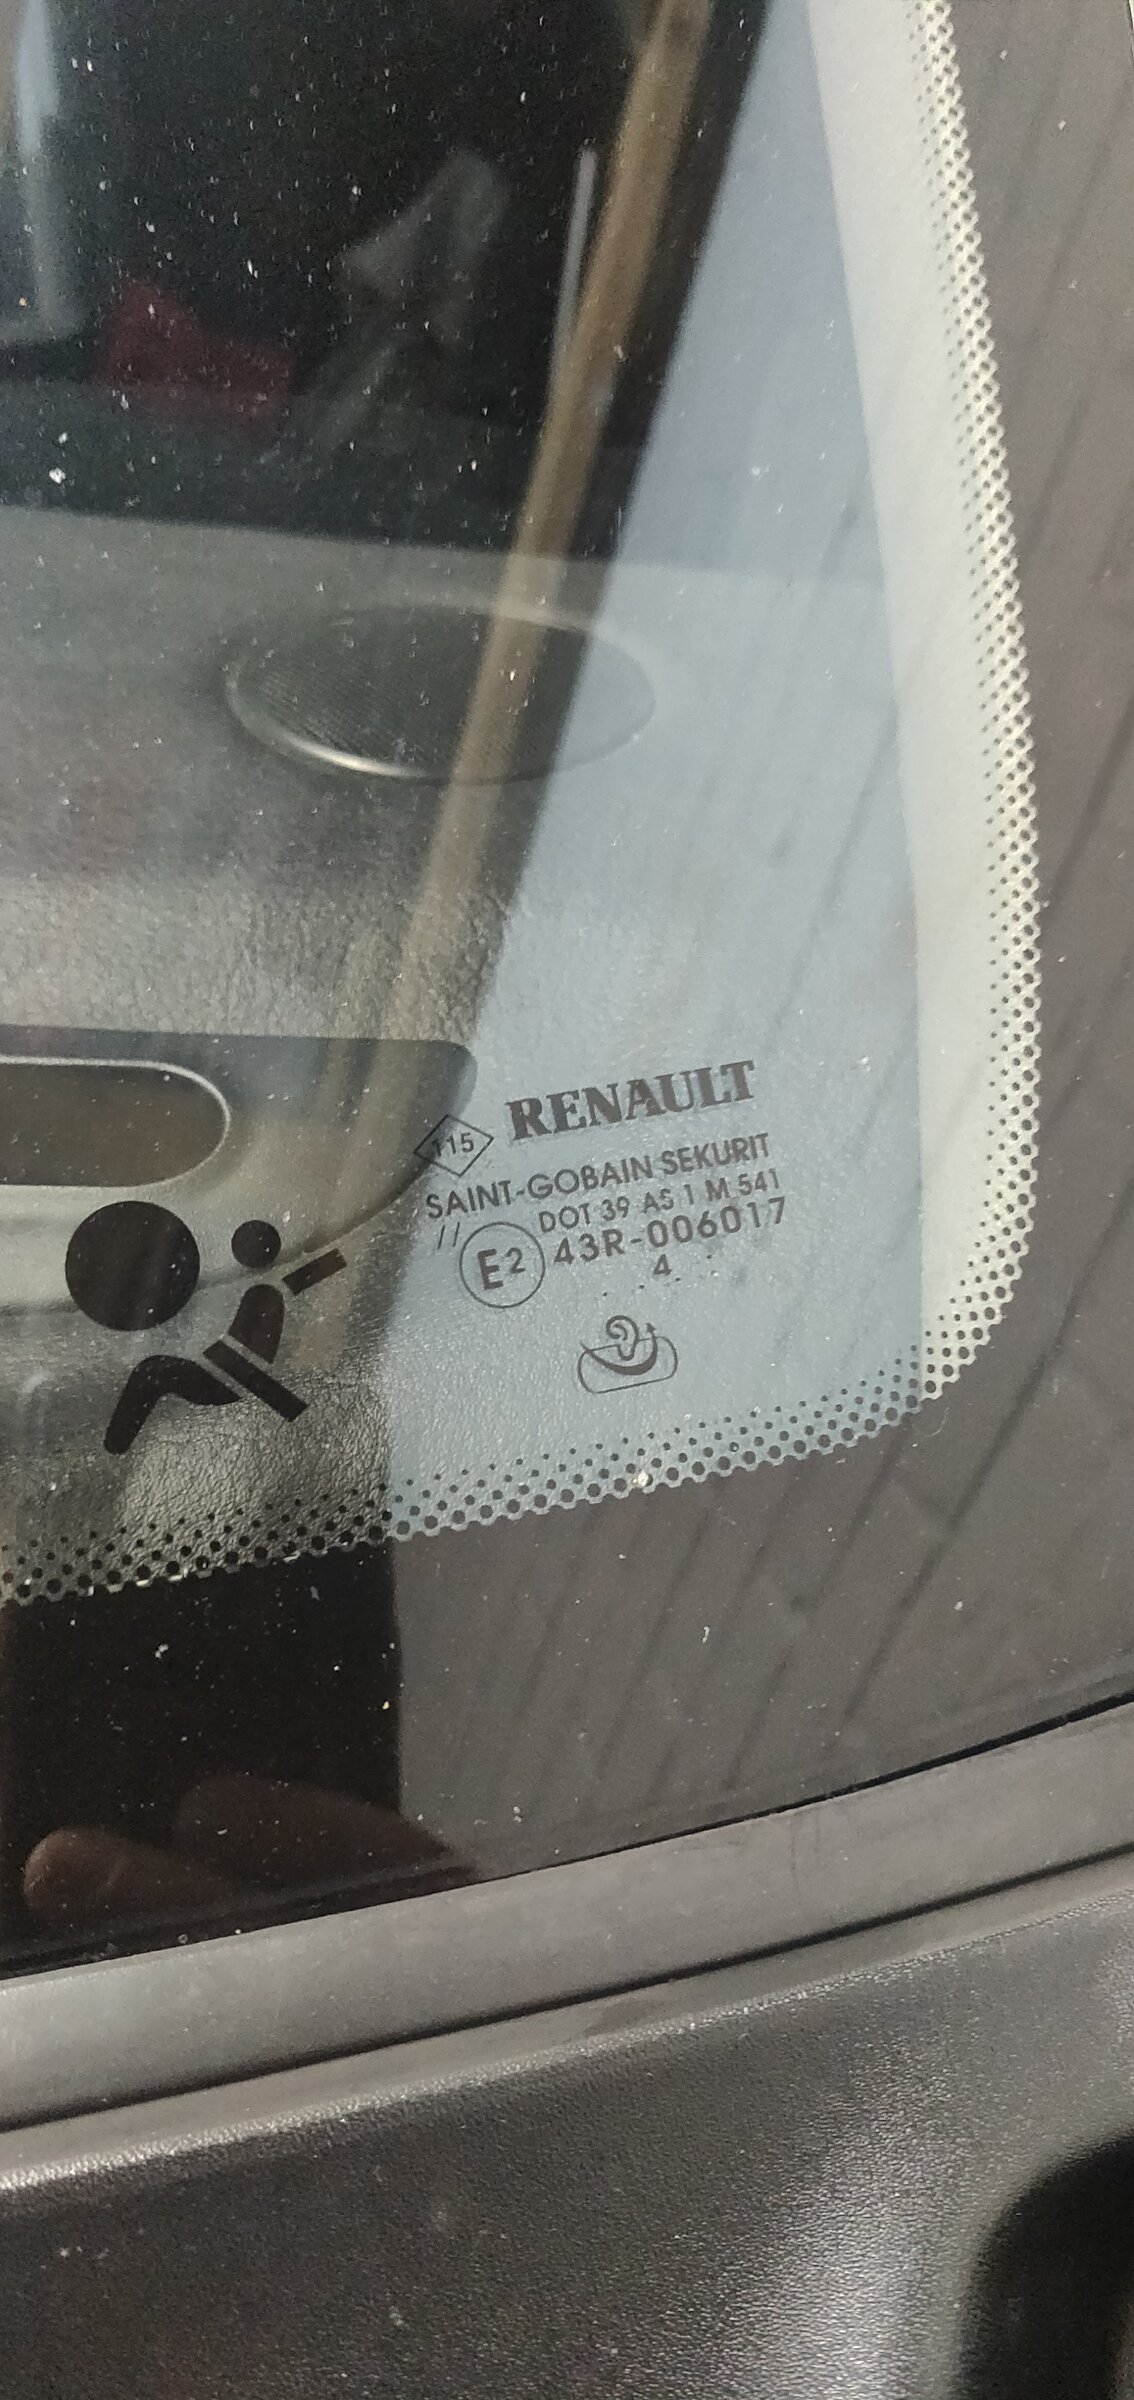 RENAULT
115
SAINT-GOBAIN SEKURIT
DOT 39 AS 1 M 541
//
E2 43R-006017
4